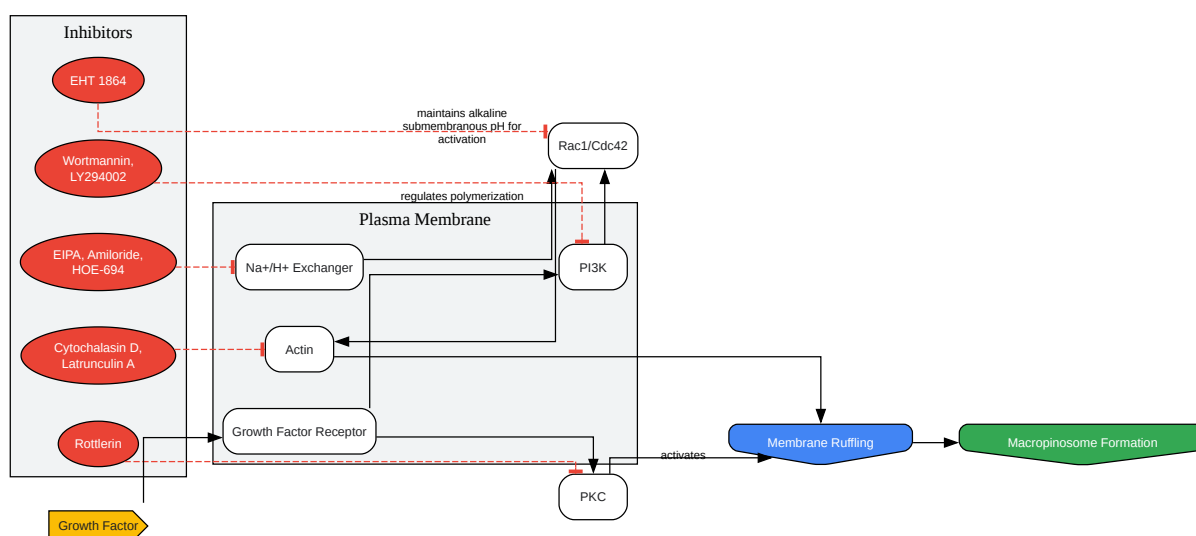 Inhibitors
EHT 1864
maintains alkaline
submembranous pH for
activation
Rac1/Cdc42
Wortmannin,
LY294002
regulates polymerization
Plasma Membrane
EIPA, Amiloride,
HOE-694
Na+/H+ Exchanger
PI3K
Cytochalasin D,
Latrunculin A
Actin
Growth Factor Receptor
Rottlerin
Membrane Ruffling
Macropinosome Formation
activates
PKC
Growth Factor